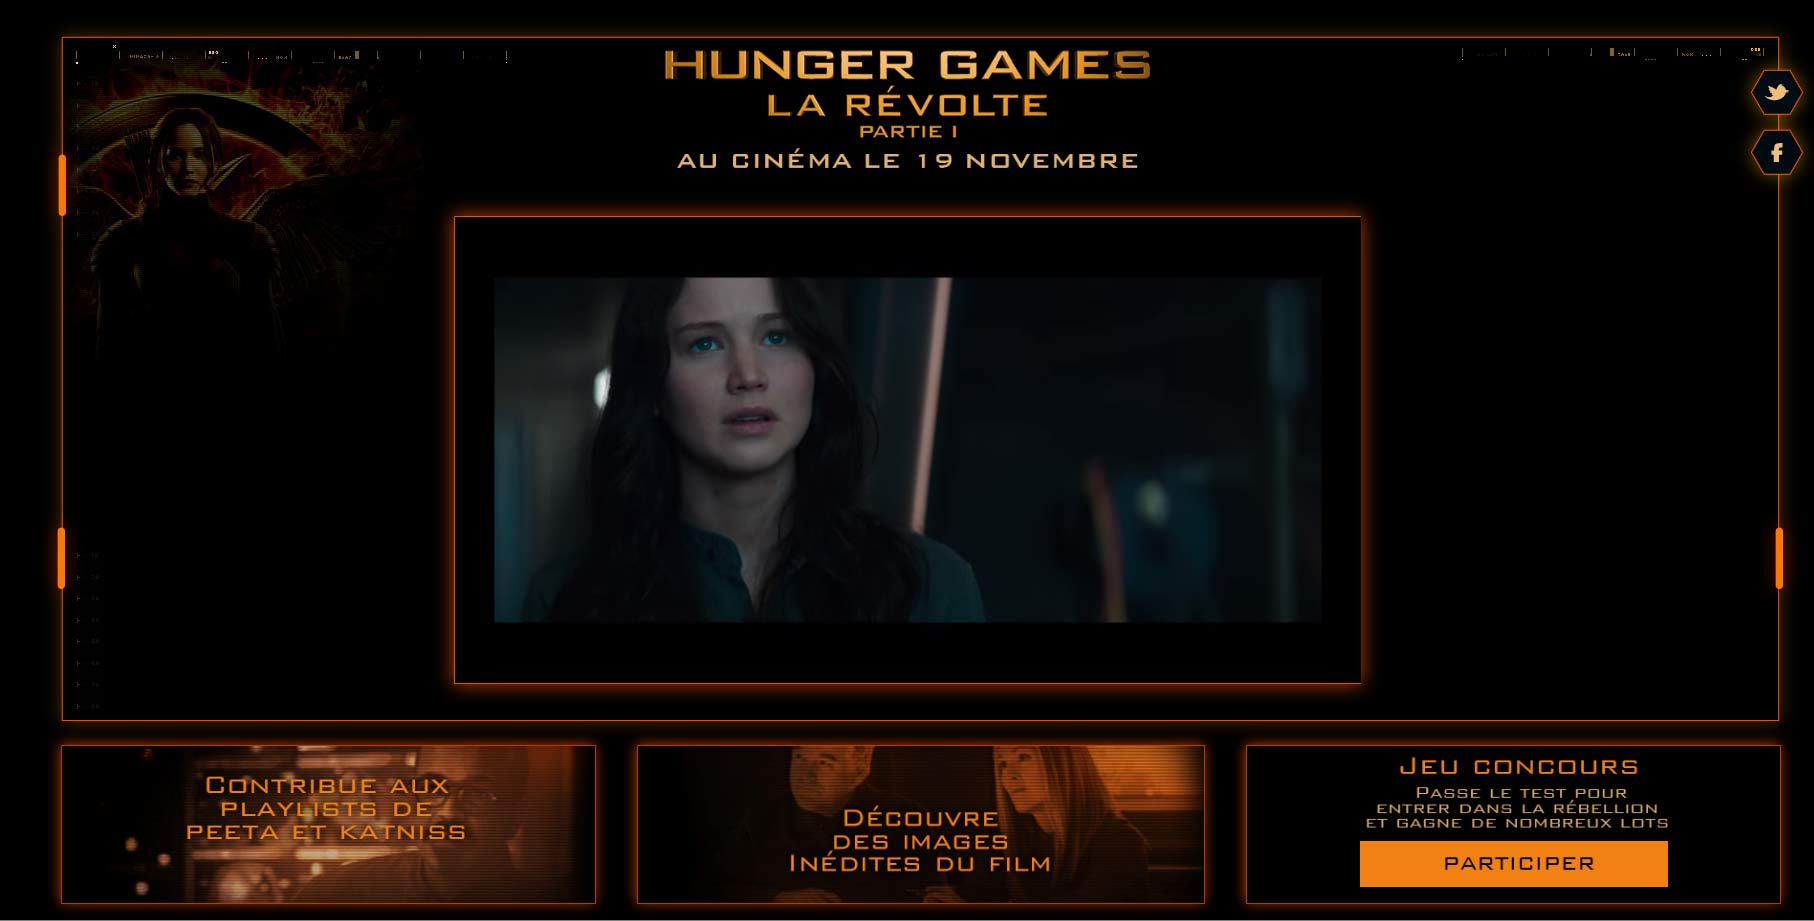 HUNGER GAMES
LA RÉVOLTE
PARTIE I
AU CINÉMA LE 19 NOVEMBRE
CONTRIBUE AUX
PLAYLISTS DE
PEETA ET KATNISS
DÉCOUVRE
DES IMAGES
INÉDITES DU FILM
JEU CONCOURS
PASSE LE TEST POUR
ENTRER DANS LA RÉBELLION
ET GAGNE DE NOMBREUX LOTS
PARTICIPER